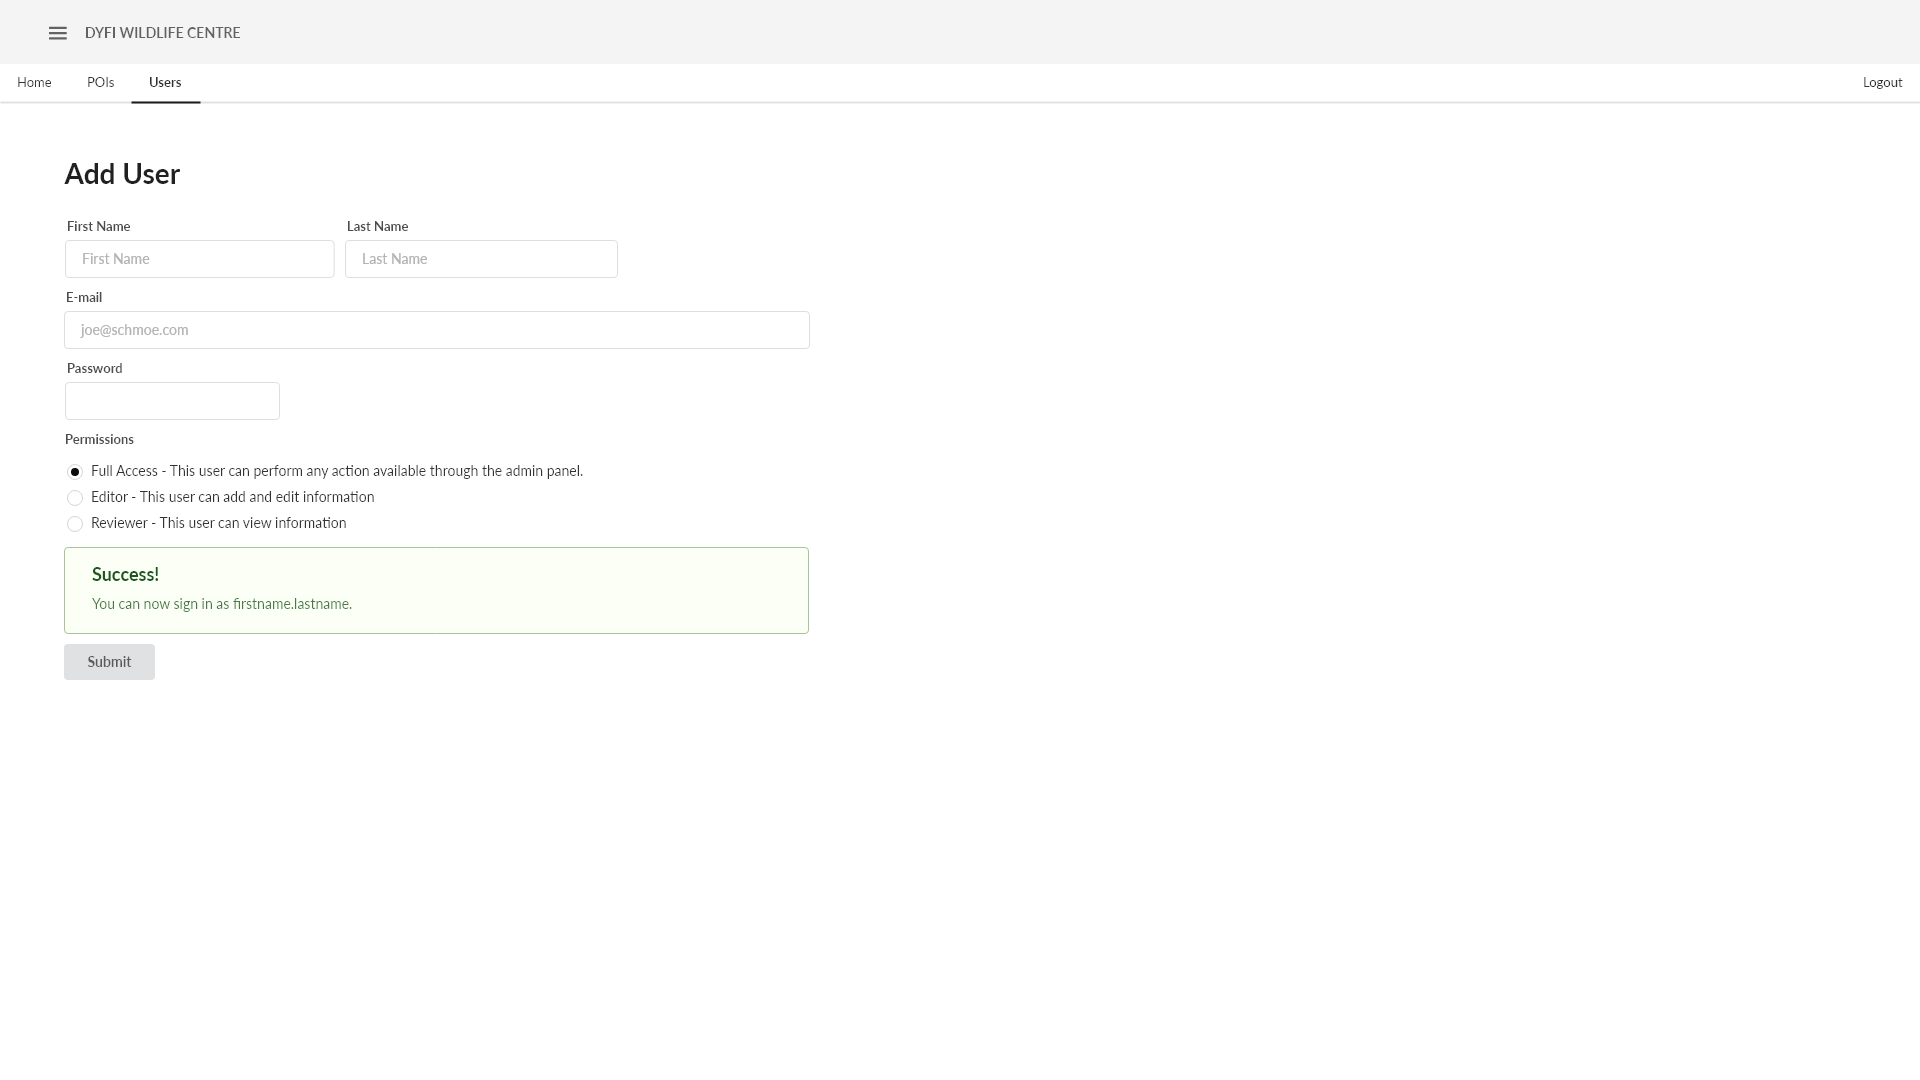 DYFI WILDLIFE CENTRE
Home POIs Users Logout
Add User
First Name Last Name
First Name Last Name
E-mail
joe@schmoe.com
Password
Permissions
Full Access - This user can perform any action available through the admin panel.
Editor - This user can add and edit information
Reviewer - This user can view information
Success!
You can now sign in as firstname.lastname.
Submit